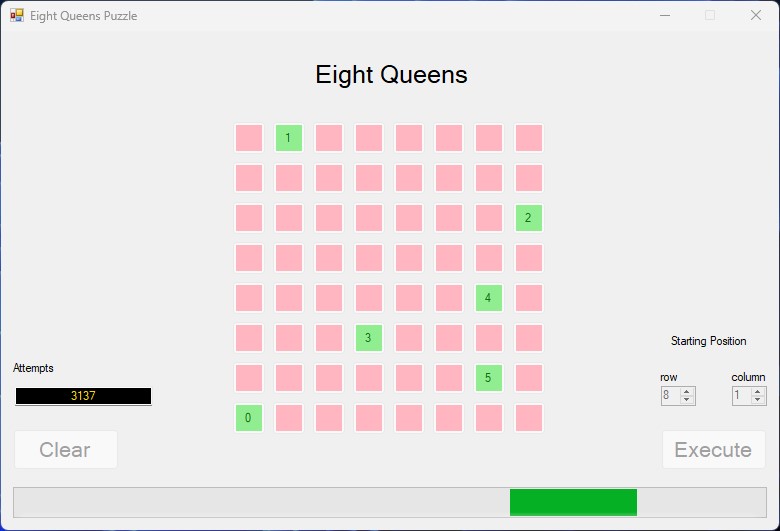 Eight Queens Puzzle
Eight Queens
1
2
4
3
5
0
Attempts
3137
Clear
Starting Position
row column
8 1
Execute